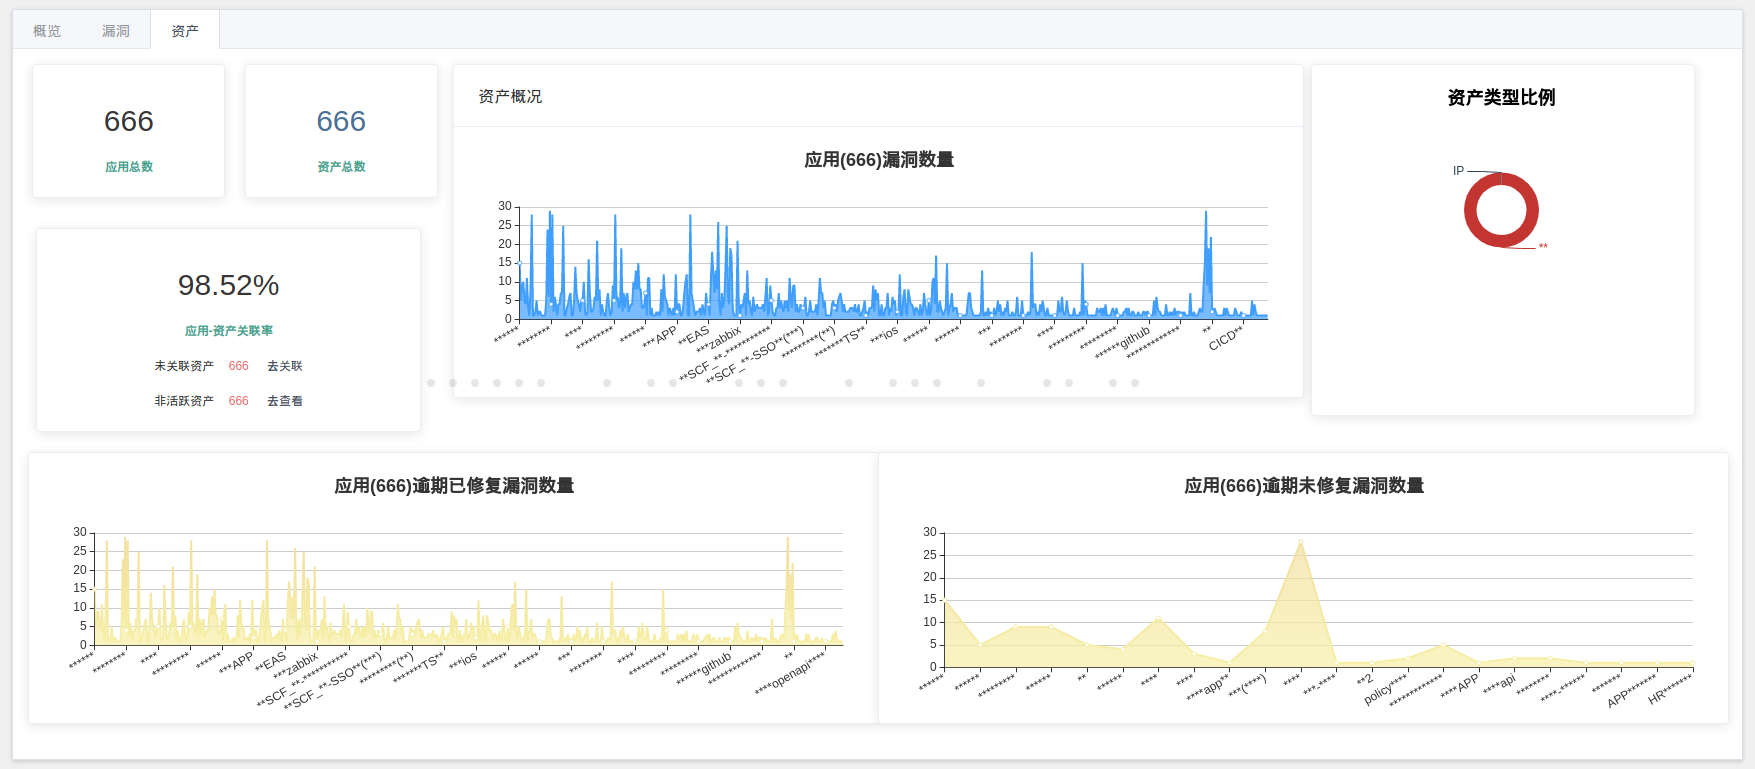 概览
漏洞
资产
666
应用总数
666
资产总数
98.52%
应用-资产关联率
未关联资产 666 去关联
非活跃资产 666 去查看
资产概况
应用(666)漏洞数量
30
25
20
15
10
5
0
******
********
****
*********
******
***APP
**EAS
***zabbix
**SCF_**-***********
**SCF_**-SSO**(***)
*********(**)
*******TS**
***ios
******
******
***
********
****
*********
*********
******github
*************
**
CICD**
资产类型比例
IP
**
应用(666)逾期已修复漏洞数量
30
25
20
15
10
5
0
******
********
****
*********
******
***APP
**EAS
***zabbix
**SCF_**-***********
**SCF_**-SSO**(***)
*********(**)
*******TS**
***ios
******
******
***
********
****
*********
*********
******github
*************
**
****openapi****
应用(666)逾期未修复漏洞数量
30
25
20
15
10
5
0
******
******
*********
******
**
******
****
****
****app**
***(****)
****
***-****
**2
policy****
*************
****APP
****api
********
****-******
*******
APP*******
HR*******